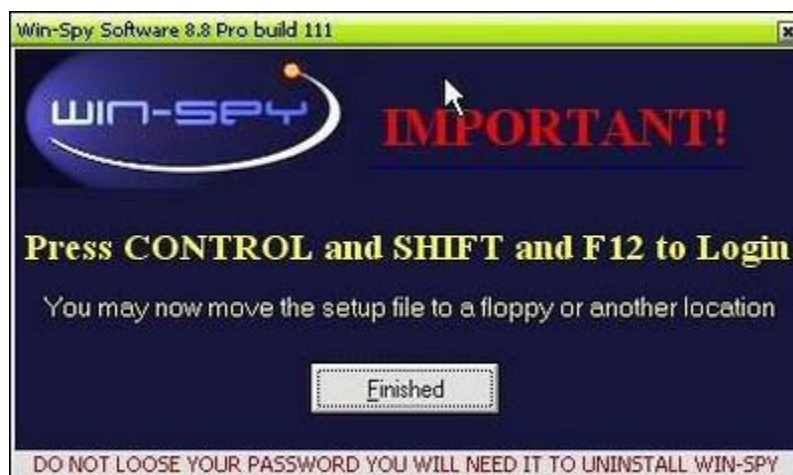 Win-Spy Software 8.8 Pro build 111
WIN-SPY
IMPORTANT!
Press CONTROL and SHIFT and F12 to Login
You may now move the setup file to a floppy or another location
Finished
DO NOT LOOSE YOUR PASSWORD YOU WILL NEED IT TO UNINSTALL WIN-SPY